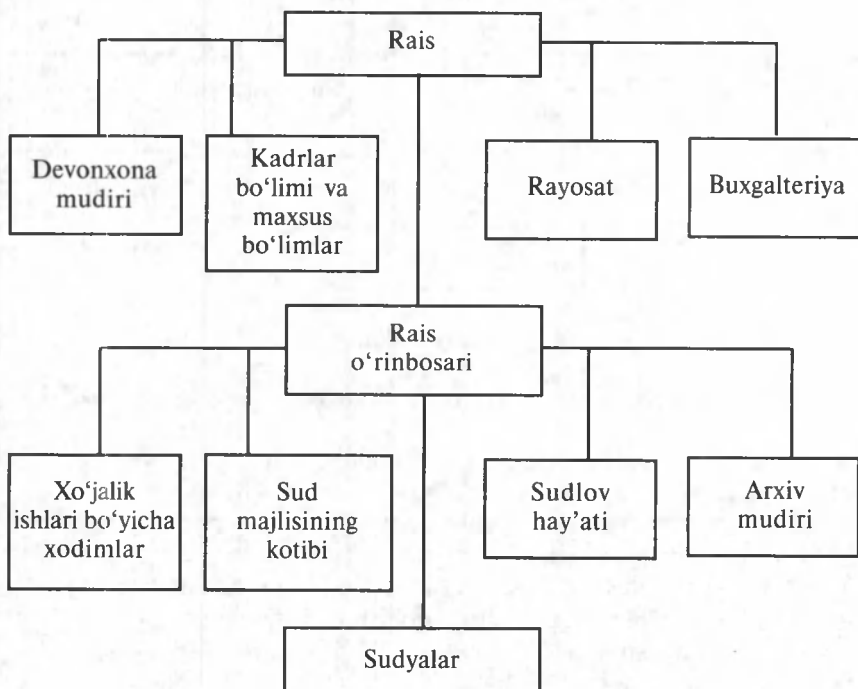 Rais
Devonxona
mudiri
Kadrlar
bo‘limi va
maxsus
bo‘limlar
Rayosat
Buxgalteriya
Rais
o‘rinbosari
Xo‘jalik
ishlari bo‘yicha
xodimlar
Sud
majlisining
kotibi
Sudlov
hay’ati
Arxiv
mudiri
Sudyalar